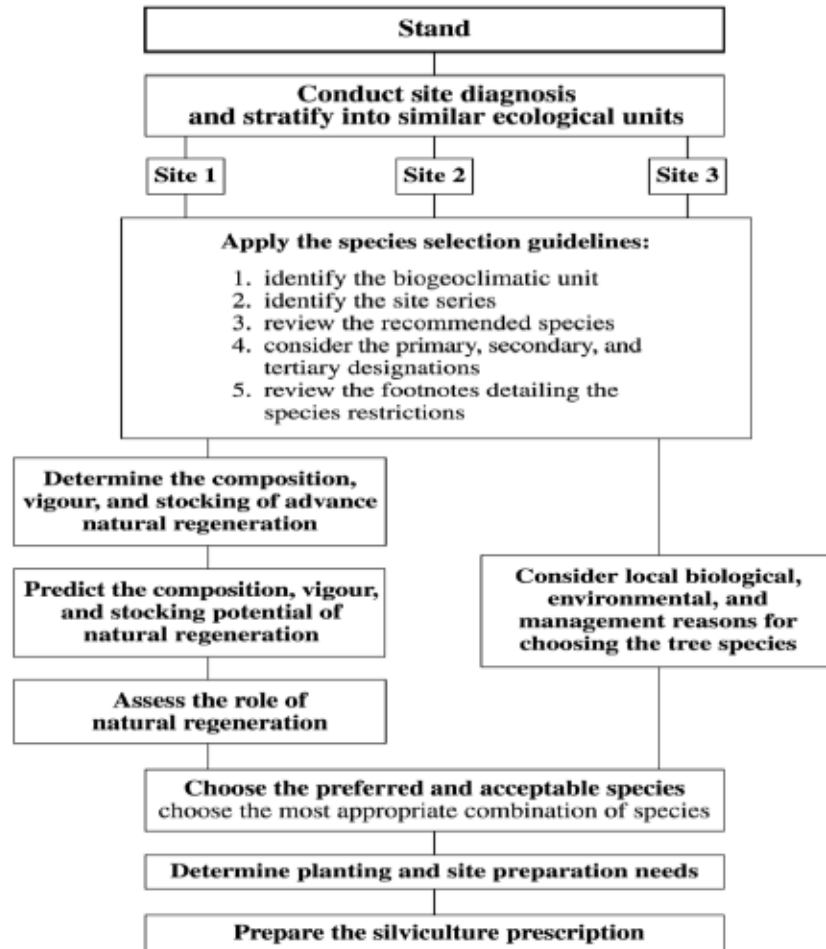 Stand
Conduct site diagnosis
and stratify into similar ecological units
Site 1
Site 2
Site 3
Apply the species selection guidelines:
1. identify the biogeoclimatic unit
2. identify the site series
3. review the recommended species
4. consider the primary, secondary, and
tertiary designations
5. review the footnotes detailing the
species restrictions
Determine the composition,
vigour, and stocking of advance
natural regeneration
Predict the composition, vigour,
and stocking potential of
natural regeneration
Assess the role of
natural regeneration
Consider local biological,
environmental, and
management reasons for
choosing the tree species
Choose the preferred and acceptable species
choose the most appropriate combination of species
Determine planting and site preparation needs
Prepare the silviculture prescription